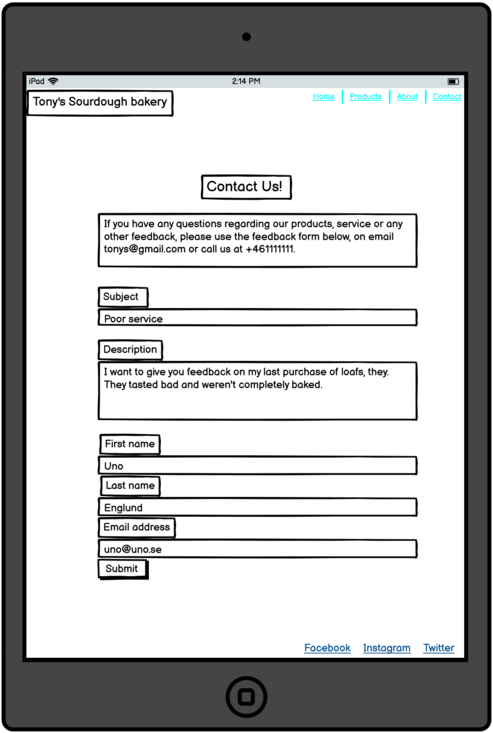 iPad 2:14 PM
Tony's Sourdough bakery
Home Products About Contact
Contact Us!
If you have any questions regarding our products, service or any
other feedback, please use the feedback form below, on email
tonys@gmail.com or call us at +461111111.
Subject
Poor service
Description
I want to give you feedback on my last purchase of loafs, they.
They tasted bad and weren't completely baked.
First name
Uno
Last name
Englund
Email address
uno@uno.se
Submit
Facebook Instagram Twitter